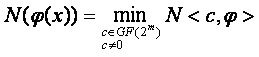 N(φ(x)) = min N < c, φ >
c∈GF(2^m)
c≠0